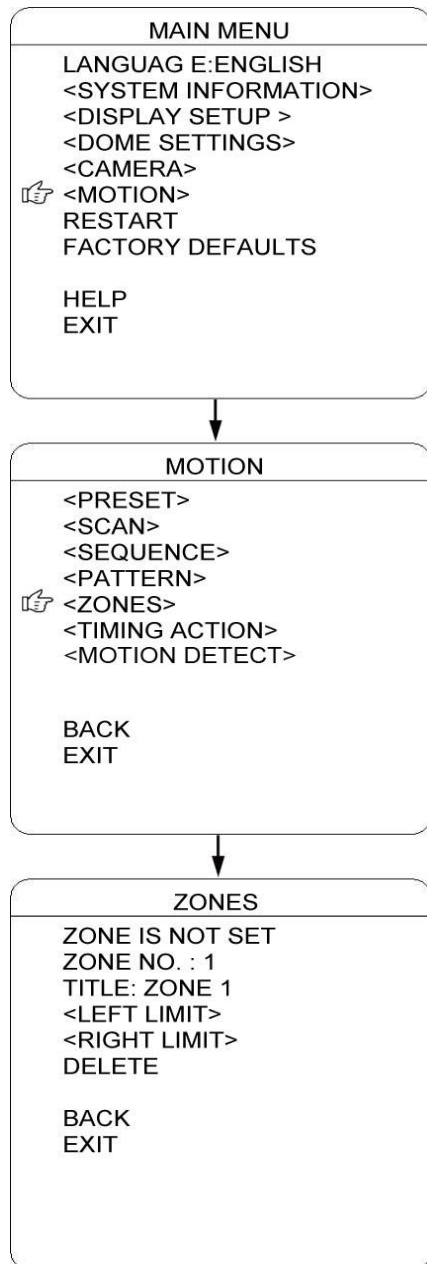 MAIN MENU
LANGUAG E:ENGLISH
<SYSTEM INFORMATION>
<DISPLAY SETUP >
<DOME SETTINGS>
<CAMERA>
<MOTION>
RESTART
FACTORY DEFAULTS
HELP
EXIT
MOTION
<PRESET>
<SCAN>
<SEQUENCE>
<PATTERN>
<ZONES>
<TIMING ACTION>
<MOTION DETECT>
BACK
EXIT
ZONES
ZONE IS NOT SET
ZONE NO. : 1
TITLE: ZONE 1
<LEFT LIMIT>
<RIGHT LIMIT>
DELETE
BACK
EXIT